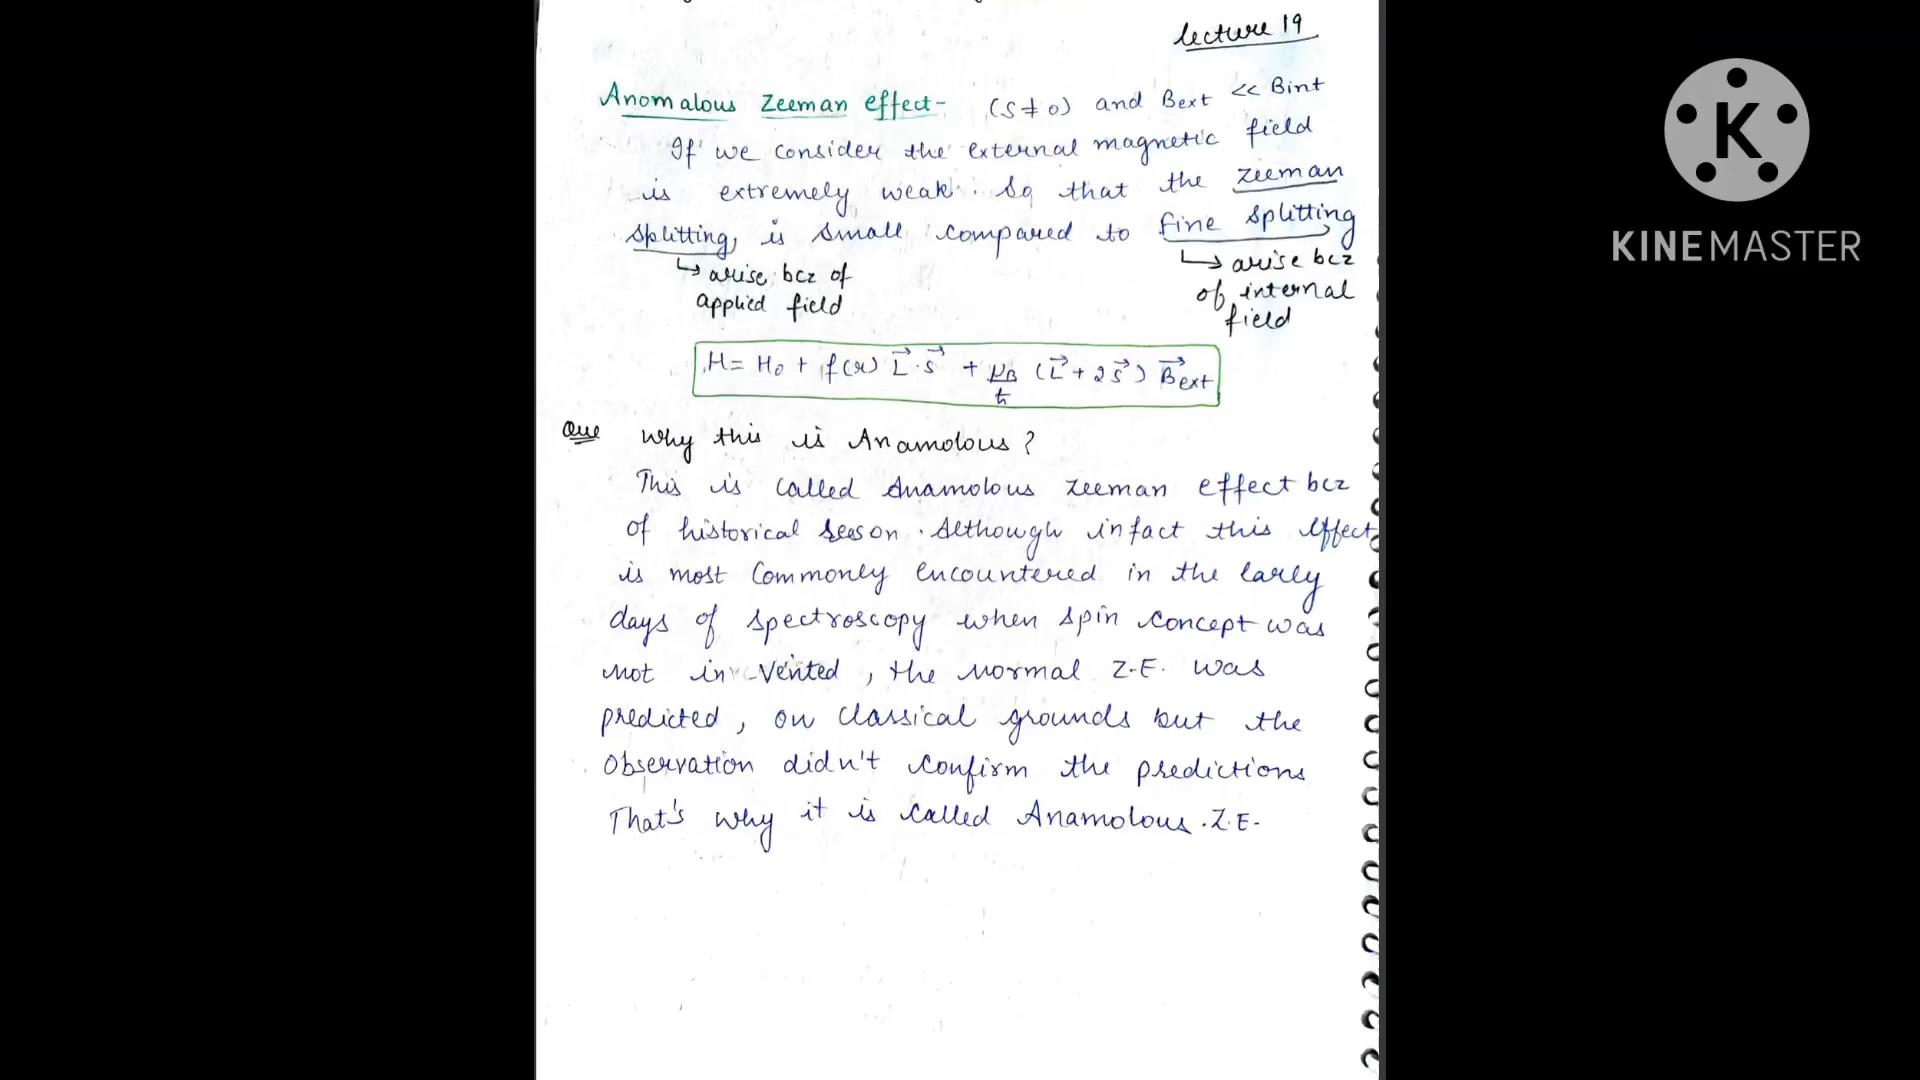 lecture 19
Anomalous Zeeman effect- (S≠0) and Bext << Bint
If we consider the external magnetic field
is extremely weak. So that the zeeman
splitting, is small compared to fine splitting
↳ arise bcz of
applied field
↳ arise bcz
of internal
field
H = H₀ + f(r) L⃗·S⃗ + μB/ħ (L⃗ + 2S⃗) B⃗ext
Que Why this is Anamolous?
This is called Anamolous zeeman effect bcz
of historical season. Although infact this effect
is most commonly encountered in the early
days of spectroscopy when spin concept was
not invented, the normal Z.E. was
predicted, on classical grounds but the
observation didn't confirm the predictions
That's why it is called Anamolous. Z.E-
K
KINEMASTER